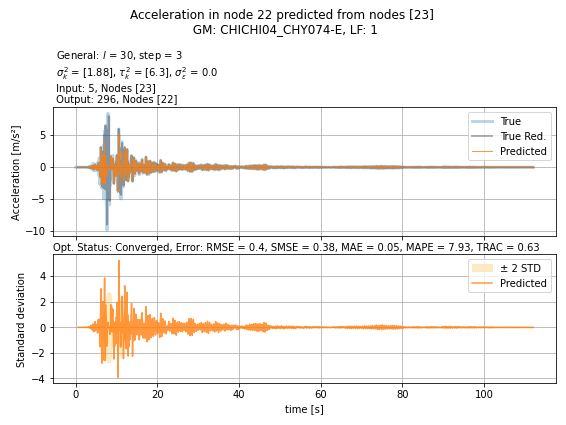 Acceleration in node 22 predicted from nodes [23]
GM: CHICHI04_CHY074-E, LF: 1
General: l = 30, step = 3
σ²ₖ = [1.88], τ²ₖ = [6.3], σ²ε = 0.0
Input: 5, Nodes [23]
Output: 296, Nodes [22]
Acceleration [m/s²]
5
0
−5
−10
True
True Red.
Predicted
Opt. Status: Converged, Error: RMSE = 0.4, SMSE = 0.38, MAE = 0.05, MAPE = 7.93, TRAC = 0.63
Standard deviation
4
2
0
−2
−4
± 2 STD
Predicted
0 20 40 60 80 100
time [s]